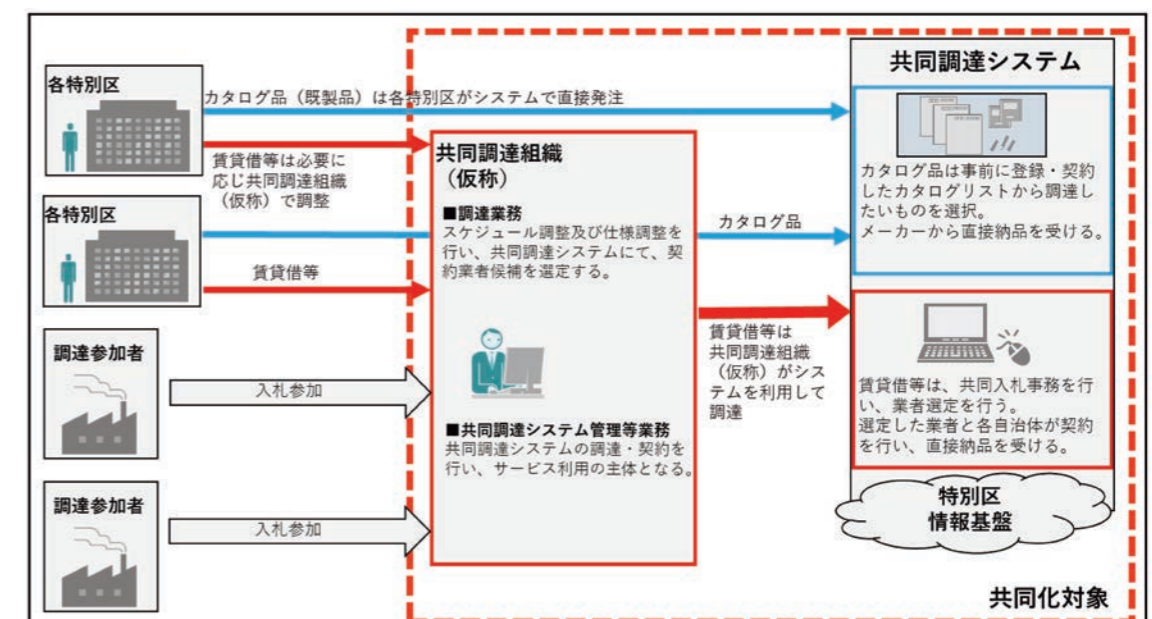 各特別区
カタログ品（既製品）は各特別区がシステムで直接発注
賃貸借等は必要に
応じ共同調達組織
（仮称）で調整
各特別区
賃貸借等
調達参加者
入札参加
調達参加者
入札参加
共同調達組織
（仮称）
■調達業務
スケジュール調整及び仕様調整を
行い、共同調達システムにて、契
約業者候補を選定する。
■共同調達システム管理等業務
共同調達システムの調達・契約を
行い、サービス利用の主体となる。
カタログ品
賃貸借等は
共同調達組織
（仮称）がシス
テムを利用して
調達
共同調達システム
カタログ品は事前に登録・契約
したカタログリストから調達し
たいものを選択。
メーカーから直接納品を受ける。
賃貸借等は、共同入札事務を行
い、業者選定を行う。
選定した業者と各自治体が契約
を行い、直接納品を受ける。
特別区
情報基盤
共同化対象